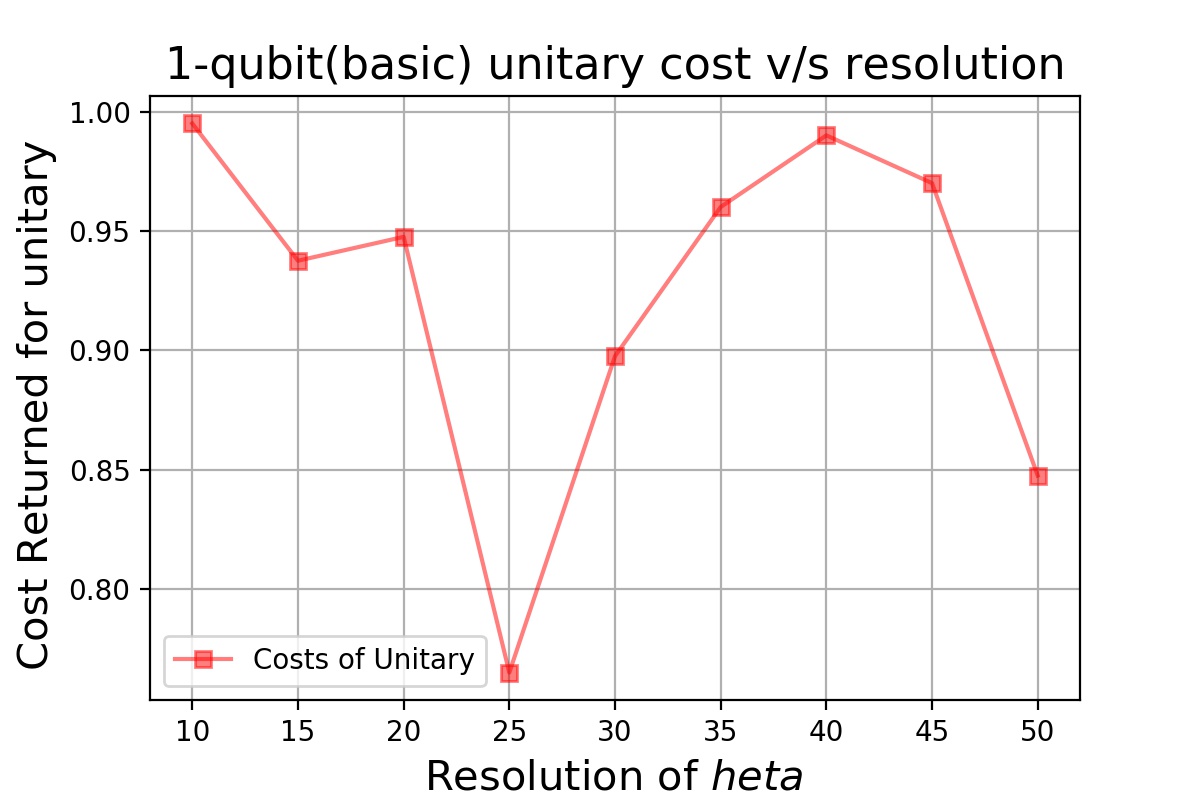 1-qubit(basic) unitary cost v/s resolution
Cost Returned for unitary
1.00
0.95
0.90
0.85
0.80
Costs of Unitary
10 15 20 25 30 35 40 45 50
Resolution of heta